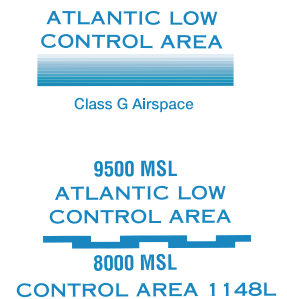 ATLANTIC LOW
CONTROL AREA
Class G Airspace
9500 MSL
ATLANTIC LOW
CONTROL AREA
8000 MSL
CONTROL AREA 1148L